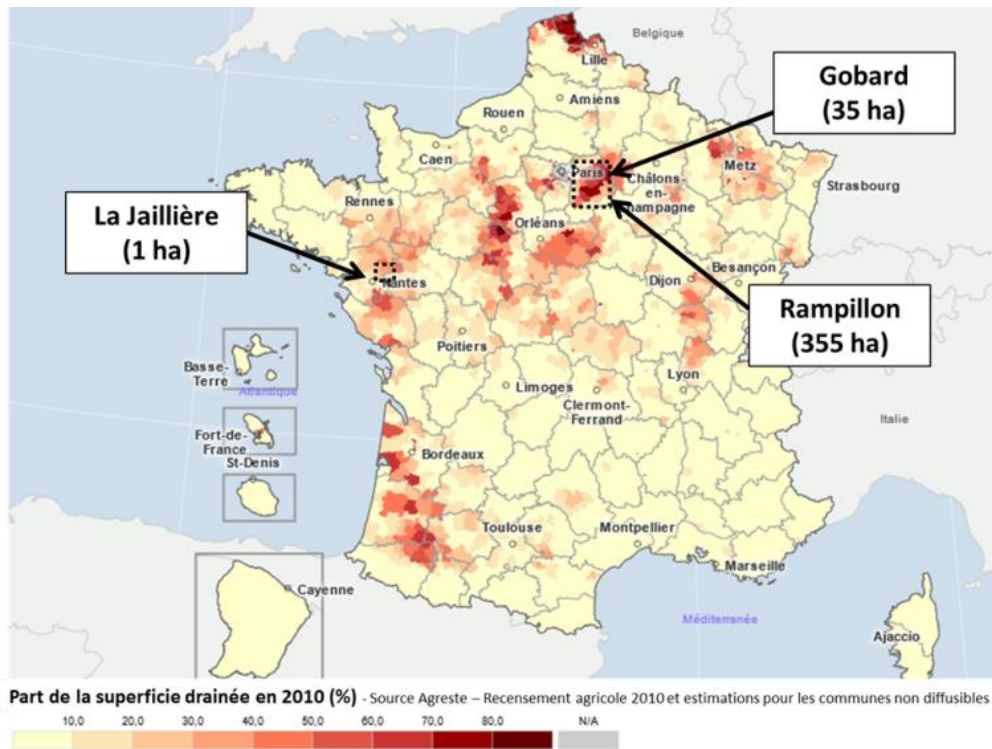 Belgique
Lille
Gobard
(35 ha)
Amiens
Rouen
Caen
Paris
Metz
Châlons-
en-
Champagne
Strasbourg
La Jaillière
(1 ha)
Rennes
Orléans
Nantes
Dijon
Besançon
Rampillon
(355 ha)
Poitiers
Basse-
Terre
Atlantique
Limoges
Lyon
Clermont-
Ferrand
Italie
Fort-de-
France
St-Denis
Bordeaux
Toulouse
Montpellier
Marseille
Cayenne
Méditerranée
Ajaccio
Part de la superficie drainée en 2010 (%) - Source Agreste – Recensement agricole 2010 et estimations pour les communes non diffusibles
10,0 20,0 30,0 40,0 50,0 60,0 70,0 80,0 N/A